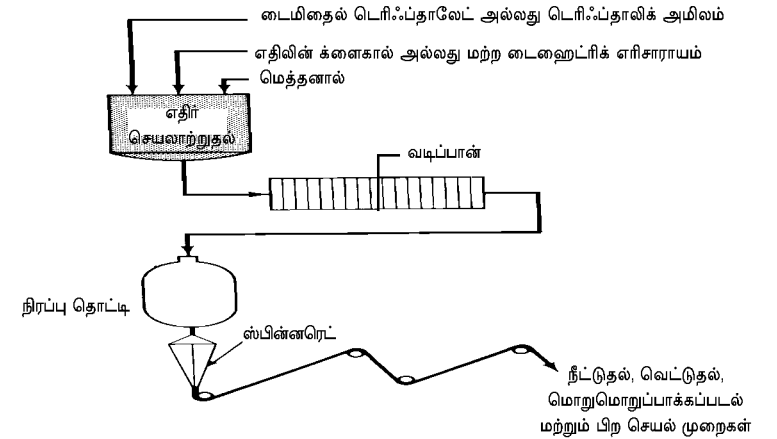 டைமிதைல் டெரிஃப்தாலேட் அல்லது டெரிஃப்தாலிக் அமிலம்
எதிலின் க்ளைகால் அல்லது மற்ற டைஹைட்ரிக் எரிசாராயம்
மெத்தனால்
எதிர்
செயலாற்றுதல்
வடிப்பான்
நிரப்பு தொட்டி
ஸ்பின்னரெட்
நீட்டுதல், வெட்டுதல்,
மொறுமொறுப்பாக்கப்படல்
மற்றும் பிற செயல் முறைகள்